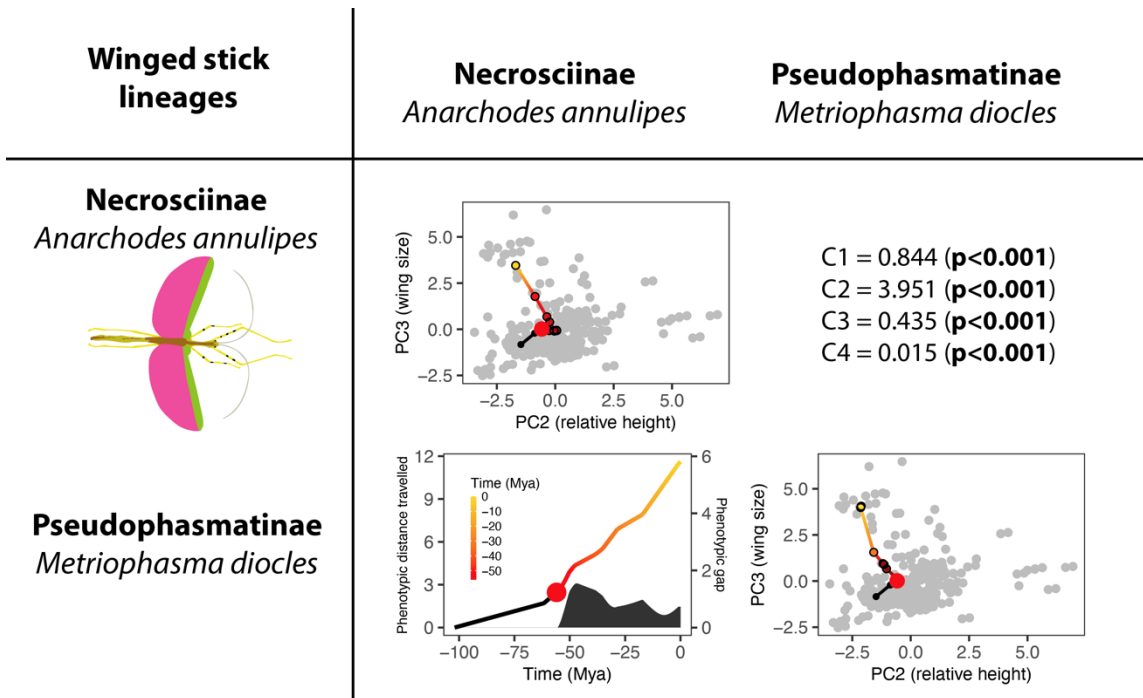 Winged stick
lineages
Necrosciinae
Anarchodes annulipes
Pseudophasmatinae
Metriophasma diocles
Necrosciinae
Anarchodes annulipes
PC3 (wing size)
5.0
2.5
0.0
−2.5
−2.5 0.0 2.5 5.0
PC2 (relative height)
C1 = 0.844 (p<0.001)
C2 = 3.951 (p<0.001)
C3 = 0.435 (p<0.001)
C4 = 0.015 (p<0.001)
Pseudophasmatinae
Metriophasma diocles
Phenotypic distance travelled
12
9
6
3
0
Time (Mya)
0
−10
−20
−30
−40
−50
6
4
2
0
Phenotypic gap
−100 −75 −50 −25 0
Time (Mya)
PC3 (wing size)
5.0
2.5
0.0
−2.5
−2.5 0.0 2.5 5.0
PC2 (relative height)